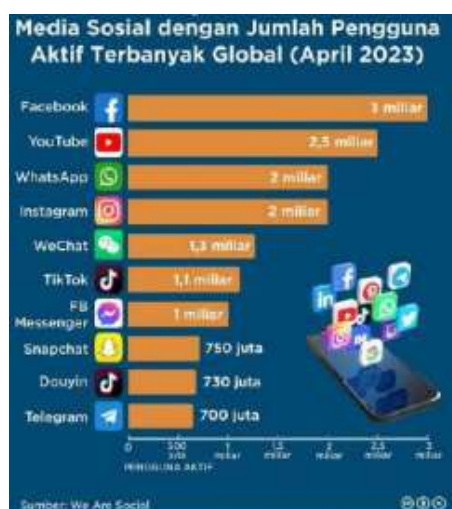 Media Sosial dengan Jumlah Pengguna
Aktif Terbanyak Global (April 2023)
Facebook 3 miliar
YouTube 2,5 miliar
WhatsApp 2 miliar
Instagram 2 miliar
WeChat 1,3 miliar
TikTok 1,1 miliar
FB
Messenger 1 miliar
Snapchat 750 juta
Douyin 730 juta
Telegram 700 juta
0 500 juta 1 miliar 1,5 miliar 2 miliar 2,5 miliar 3 miliar
PENGGUNA AKTIF
Sumber: We Are Social